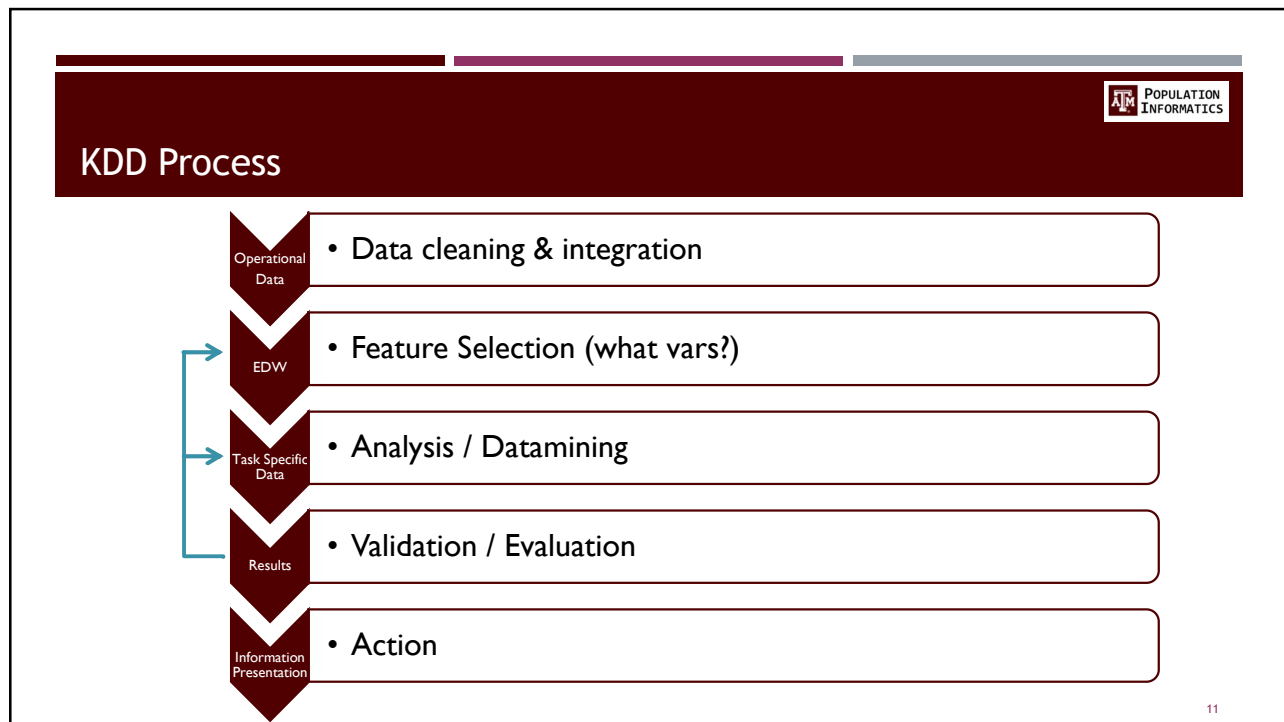 ĀM POPULATION
INFORMATICS
KDD Process
Operational
Data
• Data cleaning & integration
EDW
• Feature Selection (what vars?)
Task Specific
Data
• Analysis / Datamining
Results
• Validation / Evaluation
Information
Presentation
• Action
11